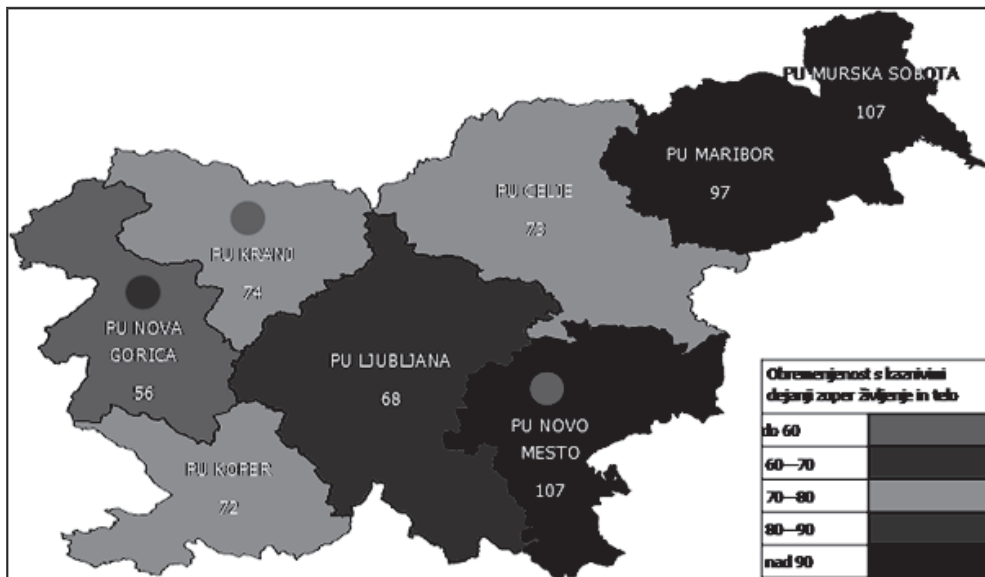 PU MURSKA SOBOTA
107
PU MARIBOR
97
PU CELJE
73
PU KRANJ
74
PU NOVA
GORICA
56
PU LJUBLJANA
68
PU NOVO
MESTO
107
PU KOPER
72
Obremenjenost s kaznivimi
dejanji zoper življenje in telo
do 60
60—70
70—80
80—90
nad 90